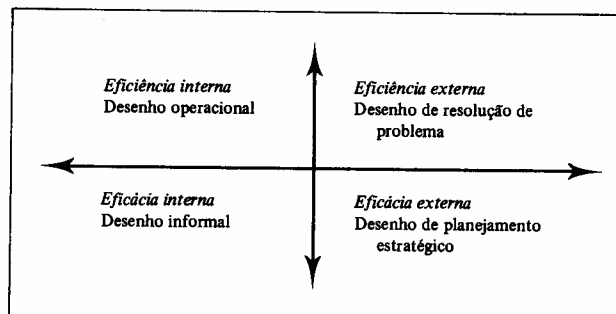 Eficiência interna
Desenho operacional
Eficiência externa
Desenho de resolução de
problema
Eficácia interna
Desenho informal
Eficácia externa
Desenho de planejamento
estratégico